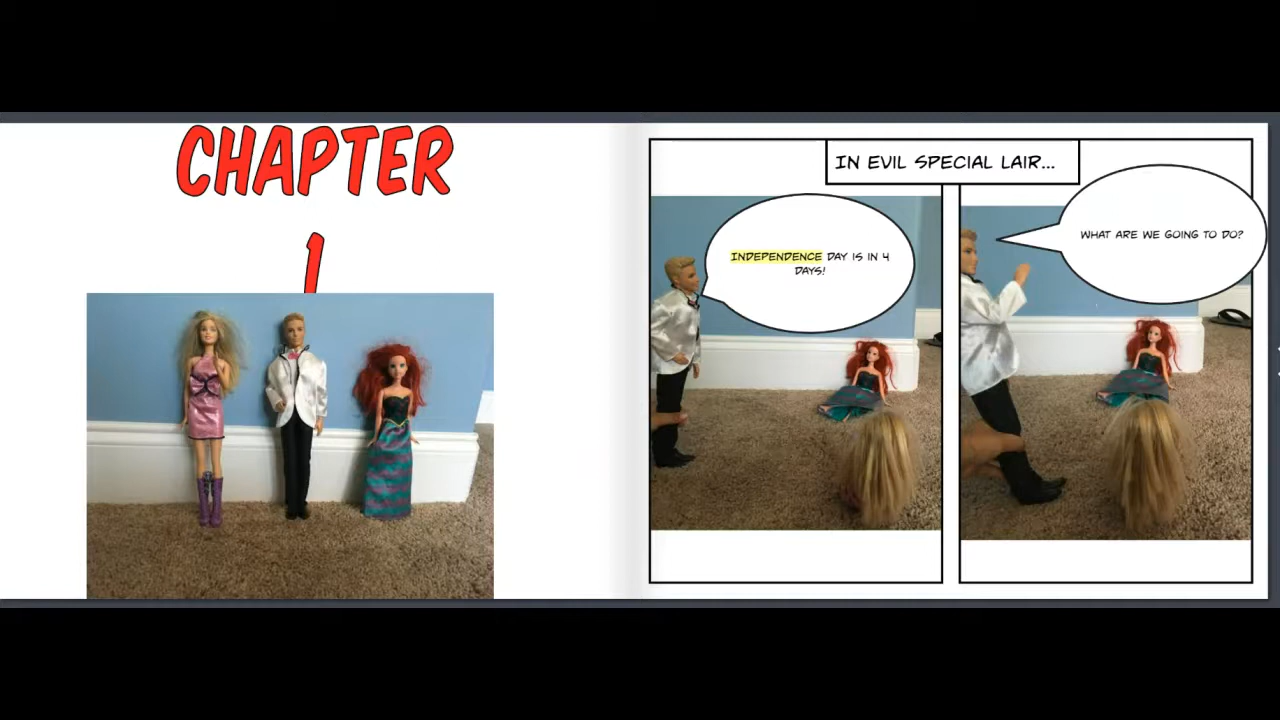 CHAPTER
1
IN EVIL SPECIAL LAIR...
INDEPENDENCE DAY IS IN 4
DAYS!
WHAT ARE WE GOING TO DO?